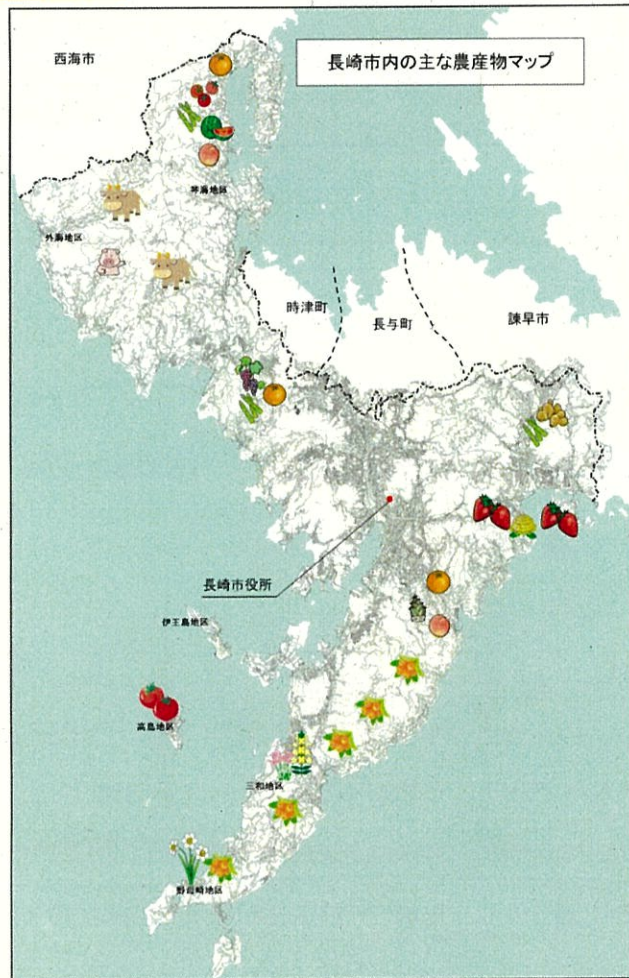 西海市
長崎市内の主な農産物マップ
琴海地区
外海地区
時津町
長与町
諫早市
長崎市役所
伊王島地区
高島地区
三和地区
野母崎地区